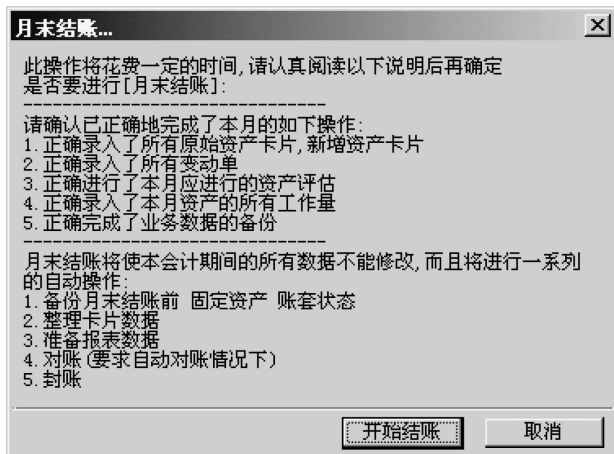 月末结账...
此操作将花费一定的时间,请认真阅读以下说明后再确定
是否要进行[月末结账]:
--------------------------------
请确认已正确地完成了本月的如下操作:
1.正确录入了所有原始资产卡片,新增资产卡片
2.正确录入了所有变动单
3.正确进行了本月应进行的资产评估
4.正确录入了本月资产的所有工作量
5.正确完成了业务数据的备份
--------------------------------
月末结账将使本会计期间的所有数据不能修改,而且将进行一系列
的自动操作:
1.备份月末结账前 固定资产 账套状态
2.整理卡片数据
3.准备报表数据
4.对账(要求自动对账情况下)
5.封账
开始结账 取消